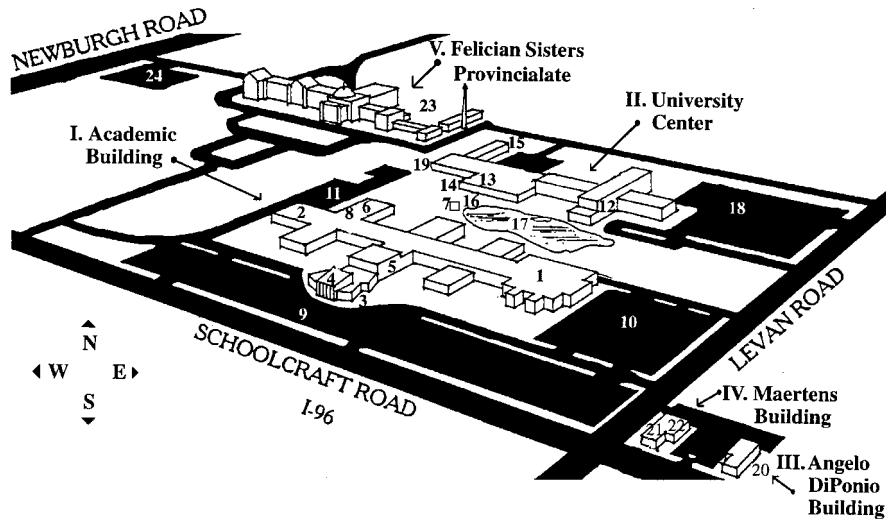 NEWBURGH ROAD
24
V. Felician Sisters
Provincialate
23
II. University
Center
I. Academic
Building
15
19
13
14
11
7
16
12
2
6
8
17
18
5
1
4
3
9
10
LEVAN ROAD
SCHOOLCRAFT ROAD
I-96
N
W E
S
IV. Maertens
Building
21 22
20
III. Angelo
DiPonio
Building